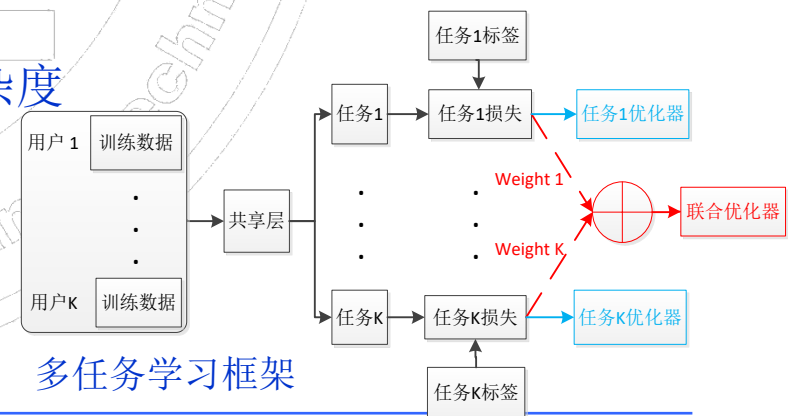 杂度
任务1标签
用户 1
训练数据
任务1
任务1损失
任务1优化器
Weight 1
共享层
联合优化器
Weight K
用户K
训练数据
任务K
任务K损失
任务K优化器
多任务学习框架
任务K标签